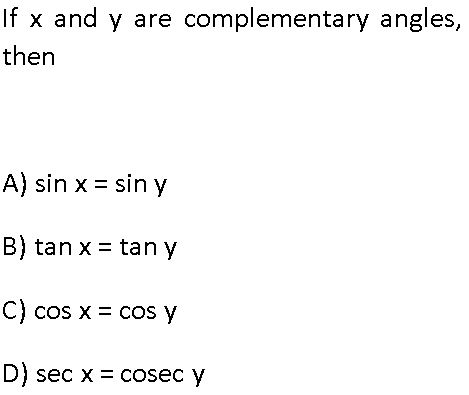 If x and y are complementary angles,
then
A) sin x = sin y
B) tan x = tan y
C) cos x = cos y
D) sec x = cosec y